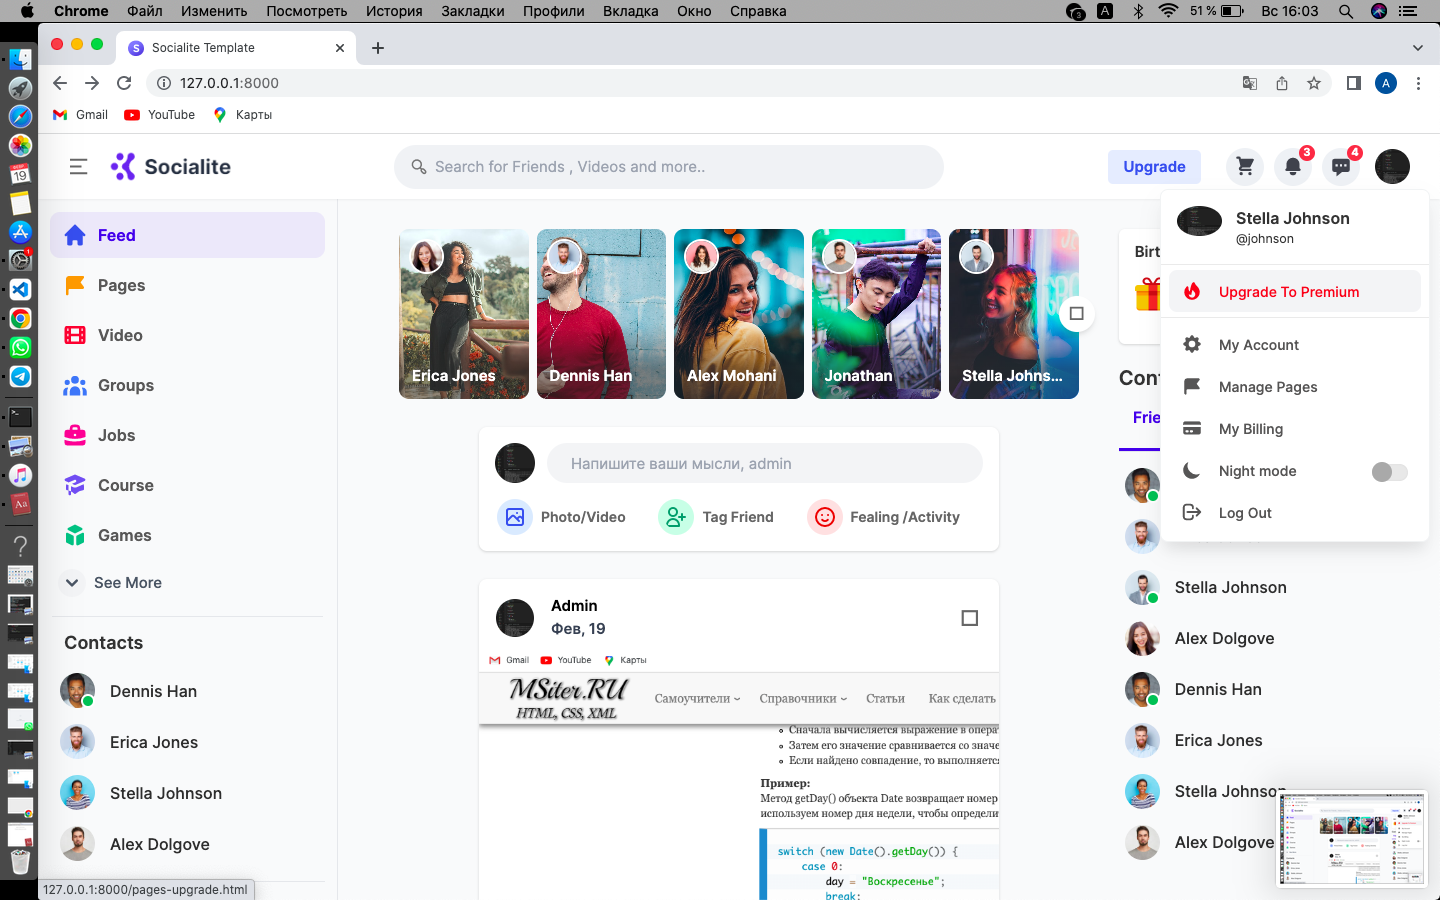 Chrome Файл Изменить Посмотреть История Закладки Профили Вкладка Окно Справка
3 A 51 % Вс 16:03
S Socialite Template
127.0.0.1:8000
A
Gmail YouTube Карты
Socialite
Search for Friends , Videos and more..
Upgrade
3
4
Feed
Pages
Video
Groups
Jobs
Course
Games
See More
Contacts
Dennis Han
Erica Jones
Stella Johnson
Alex Dolgove
127.0.0.1:8000/pages-upgrade.html
Erica Jones
Dennis Han
Alex Mohani
Jonathan
Stella Johns...
Напишите ваши мысли, admin
Photo/Video
Tag Friend
Fealing /Activity
Admin
Фев, 19
Gmail YouTube Карты
MSiter.RU
HTML, CSS, XML
Самоучители Справочники Статьи Как сделать
Сначала вычисляется выражение в опера
Затем его значение сравнивается со значе
Если найдено совпадение, то выполняется
Пример:
Метод getDay() объекта Date возвращает номер
используем номер дня недели, чтобы определи
switch (new Date().getDay()) {
case 0:
day = "Воскресенье";
break;
Birt
Stella Johnson
@johnson
Upgrade To Premium
My Account
Manage Pages
My Billing
Night mode
Log Out
Cont
Frie
Stella Johnson
Alex Dolgove
Dennis Han
Erica Jones
Stella Johnson
Alex Dolgove